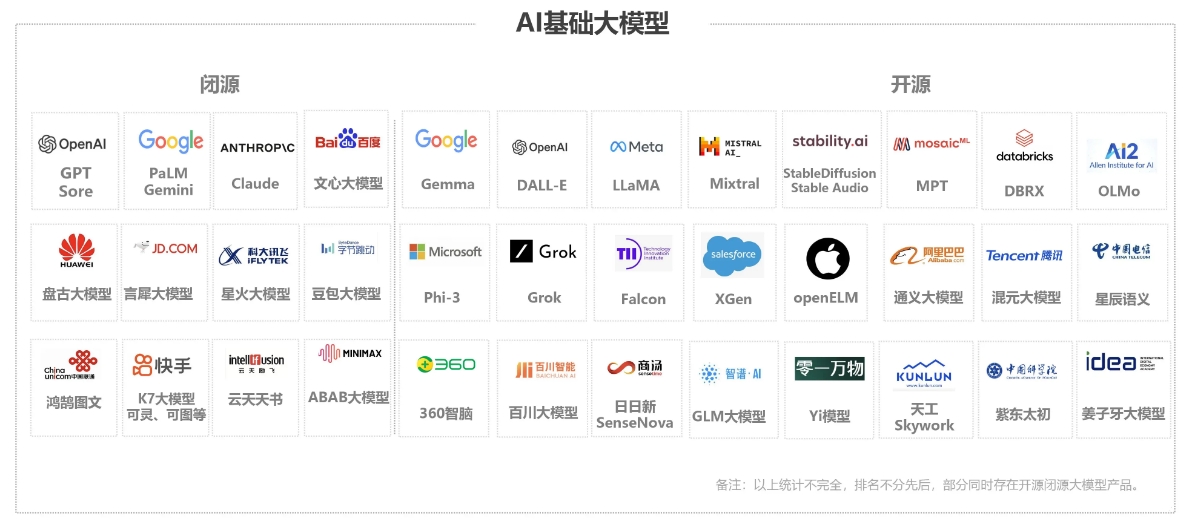 AI基础大模型
闭源
开源
OpenAI
GPT
Sore
Google
PaLM
Gemini
ANTHROP\C
Claude
Bai du 百度
文心大模型
Google
Gemma
OpenAI
DALL-E
Meta
LLaMA
MISTRAL
AI_
Mixtral
stability.ai
StableDiffusion
Stable Audio
mosaicML
MPT
databricks
DBRX
Ai2
Allen Institute for AI
OLMo
HUAWEI
盘古大模型
JD.COM
言犀大模型
科大讯飞
iFLYTEK
星火大模型
ByteDance
字节跳动
豆包大模型
Microsoft
Phi-3
Grok
Grok
TII
Technology
Innovation
Institute
Falcon
salesforce
XGen
openELM
阿里巴巴
Alibaba.com
通义大模型
Tencent 腾讯
混元大模型
中国电信
CHINA TELECOM
星辰语义
China
unicom中国联通
鸿鹄图文
快手
K7大模型
可灵、可图等
intellifusion
云天励飞
云天天书
MINIMAX
ABAB大模型
360
360智脑
百川智能
BAICHUAN AI
百川大模型
商汤
sensetime
日日新
SenseNova
智谱·AI
GLM大模型
零一万物
Yi模型
KUNLUN
天工
Skywork
中国科学院
紫东太初
idea
INTERNATIONAL
DIGITAL
ECONOMY
ACADEMY
姜子牙大模型
备注：以上统计不完全，排名不分先后，部分同时存在开源闭源大模型产品。